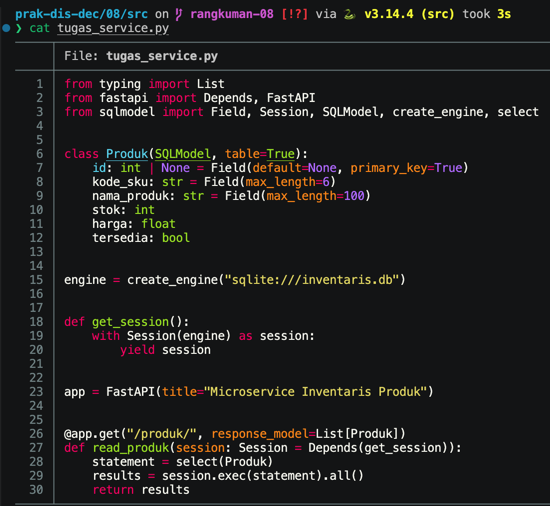 prak-dis-dec/08/src on rangkuman-08 [!?] via v3.14.4 (src) took 3s
❯ cat tugas_service.py
File: tugas_service.py
1 from typing import List
2 from fastapi import Depends, FastAPI
3 from sqlmodel import Field, Session, SQLModel, create_engine, select
4
5
6 class Produk(SQLModel, table=True):
7     id: int | None = Field(default=None, primary_key=True)
8     kode_sku: str = Field(max_length=6)
9     nama_produk: str = Field(max_length=100)
10     stok: int
11     harga: float
12     tersedia: bool
13
14
15 engine = create_engine("sqlite:///inventaris.db")
16
17
18 def get_session():
19     with Session(engine) as session:
20         yield session
21
22
23 app = FastAPI(title="Microservice Inventaris Produk")
24
25
26 @app.get("/produk/", response_model=List[Produk])
27 def read_produk(session: Session = Depends(get_session)):
28     statement = select(Produk)
29     results = session.exec(statement).all()
30     return results